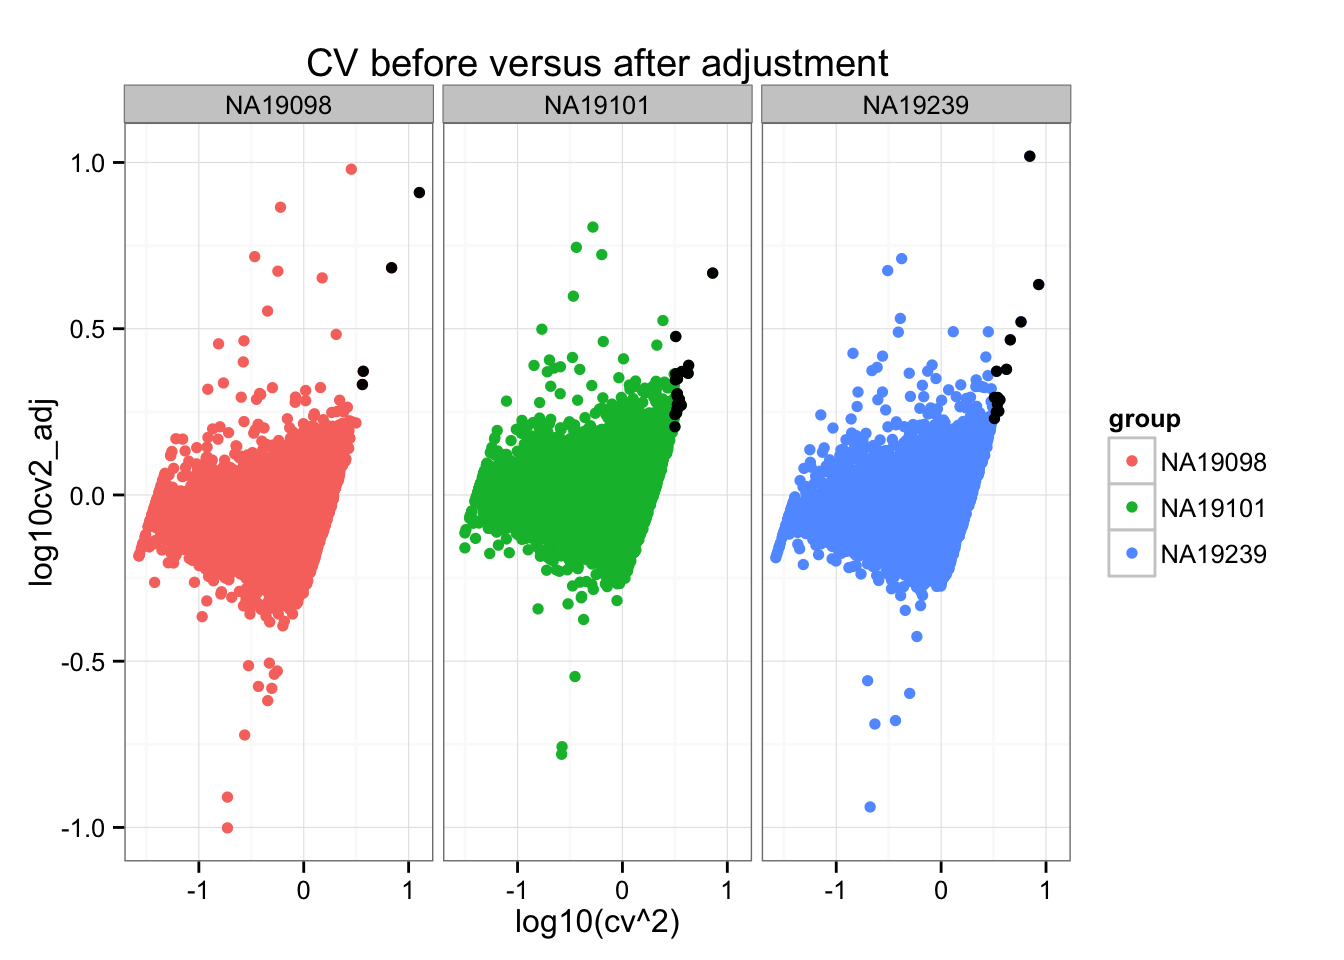 CV before versus after adjustment
NA19098 NA19101 NA19239
1.0
0.5
0.0
-0.5
-1.0
log10cv2_adj
-1 0 1 -1 0 1 -1 0 1
log10(cv^2)
group
NA19098
NA19101
NA19239